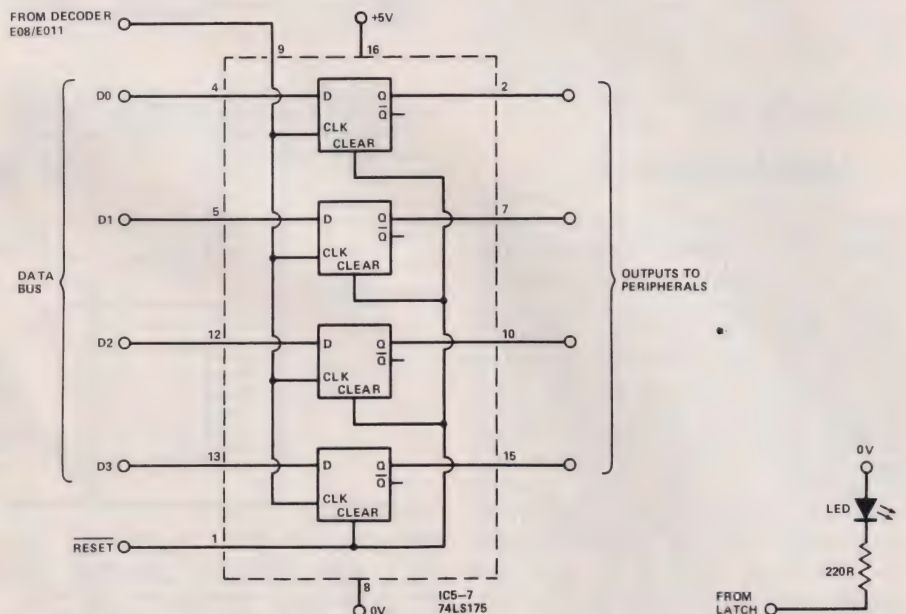 FROM DECODER
E08/E011
+5V
9
16
D0
4
D
Q
Q̅
2
CLK
CLEAR
D1
5
D
Q
Q̅
7
CLK
CLEAR
DATA
BUS
OUTPUTS TO
PERIPHERALS
D2
12
D
Q
Q̅
10
CLK
CLEAR
D3
13
D
Q
Q̅
15
CLK
CLEAR
R̅E̅S̅E̅T̅
1
8
0V
IC5–7
74LS175
0V
LED
220R
FROM
LATCH